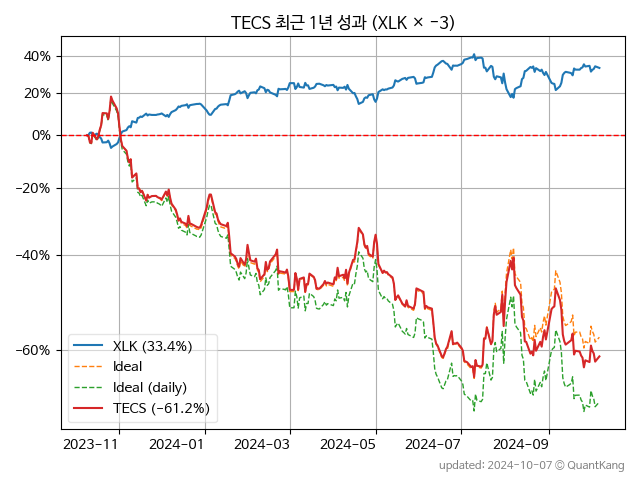 TECS 최근 1년 성과 (XLK × −3)
40%
20%
0%
−20%
−40%
−60%
XLK (33.4%)
Ideal
Ideal (daily)
TECS (−61.2%)
2023-11
2024-01
2024-03
2024-05
2024-07
2024-09
updated: 2024-10-07 © QuantKang